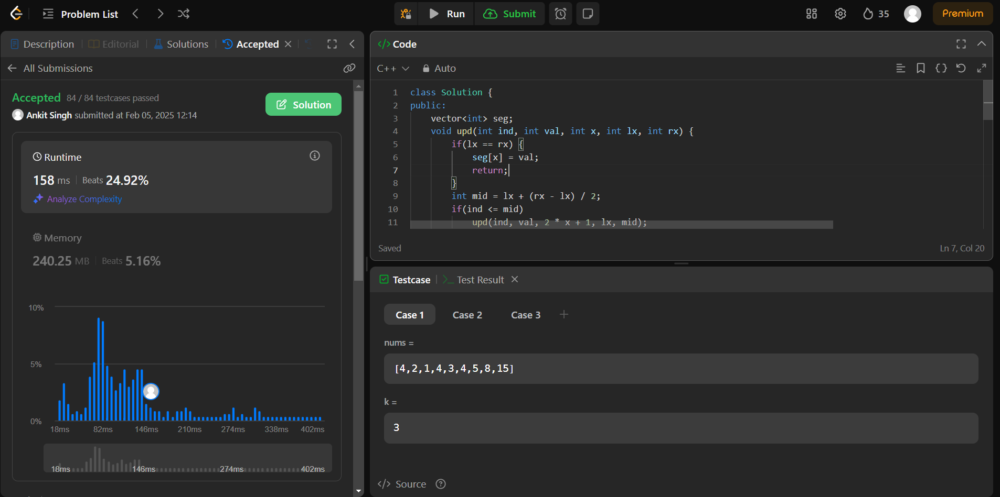 Problem List
Run
Submit
35
Premium
Description
Editorial
Solutions
Accepted
All Submissions
Accepted 84 / 84 testcases passed
Ankit Singh submitted at Feb 05, 2025 12:14
Solution
Runtime
158 ms Beats 24.92%
Analyze Complexity
Memory
240.25 MB Beats 5.16%
10%
5%
0%
18ms 82ms 146ms 210ms 274ms 338ms 402ms
18ms 146ms 274ms 402ms
</> Code
C++ Auto
1 class Solution {
2 public:
3 vector<int> seg;
4 void upd(int ind, int val, int x, int lx, int rx) {
5 if(lx == rx) {
6 seg[x] = val;
7 return;
8 }
9 int mid = lx + (rx - lx) / 2;
10 if(ind <= mid)
11 upd(ind, val, 2 * x + 1, lx, mid);
Saved
Ln 7, Col 20
Testcase
Test Result
Case 1 Case 2 Case 3
nums =
[4,2,1,4,3,4,5,8,15]
k =
3
</> Source